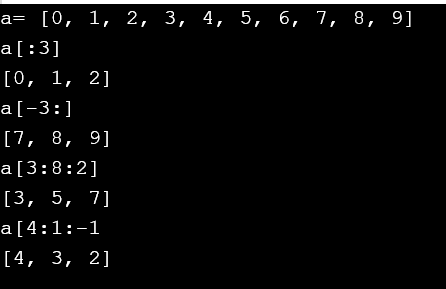 a= [0, 1, 2, 3, 4, 5, 6, 7, 8, 9]
a[:3]
[0, 1, 2]
a[-3:]
[7, 8, 9]
a[3:8:2]
[3, 5, 7]
a[4:1:-1
[4, 3, 2]